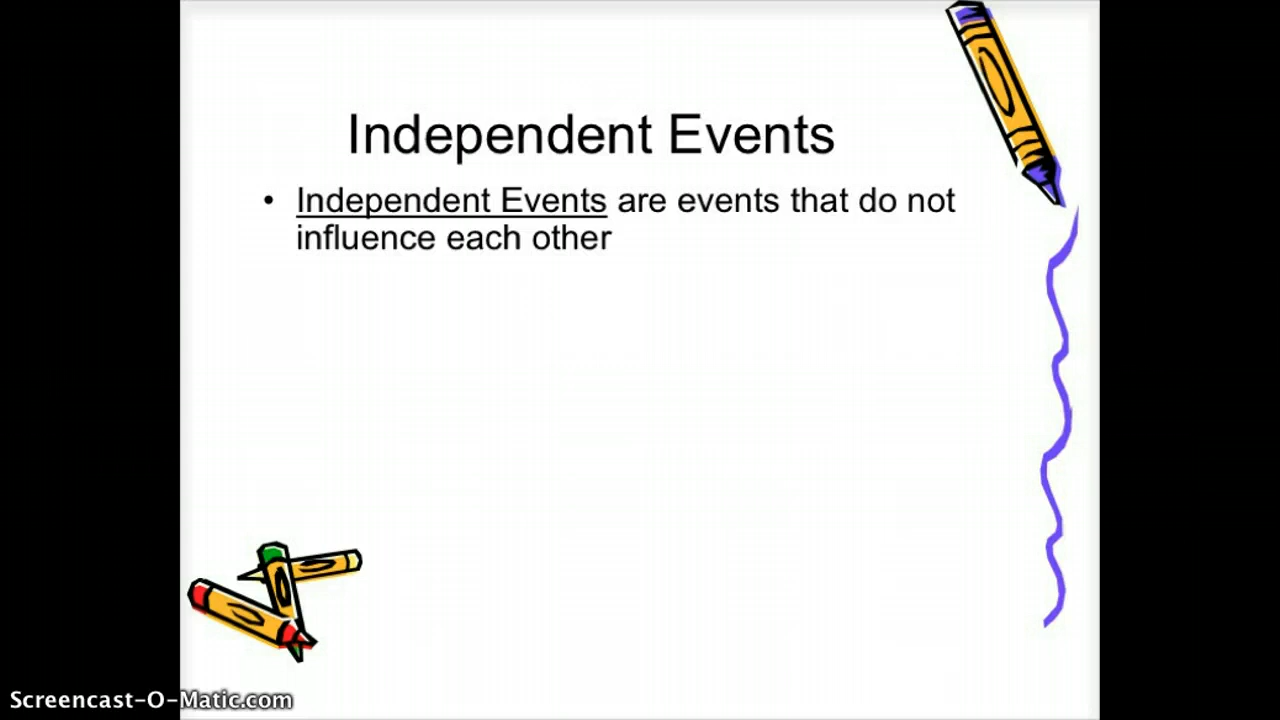 Independent Events
• Independent Events are events that do not
influence each other
Screencast-O-Matic.com